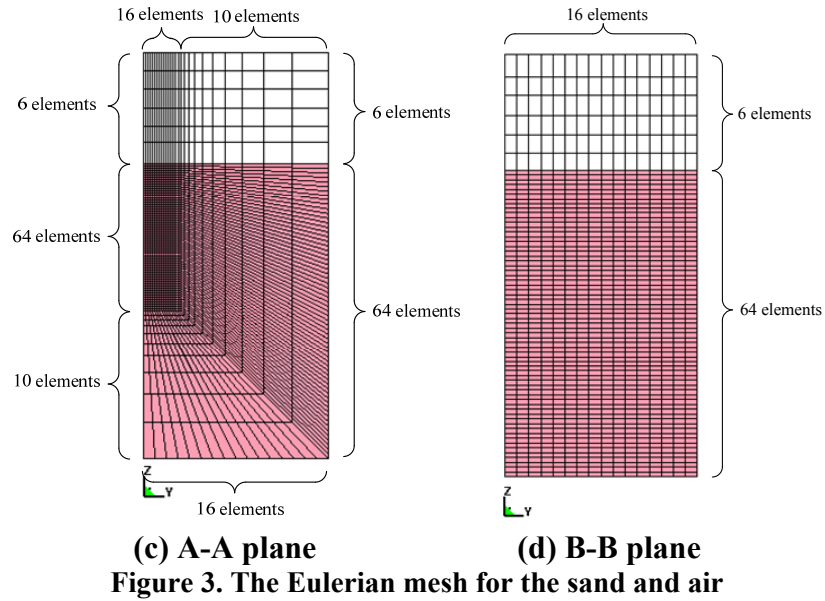 16 elements
10 elements
6 elements
6 elements
64 elements
64 elements
10 elements
Z
Y
16 elements
(c) A-A plane
16 elements
6 elements
64 elements
Z
Y
(d) B-B plane
Figure 3. The Eulerian mesh for the sand and air